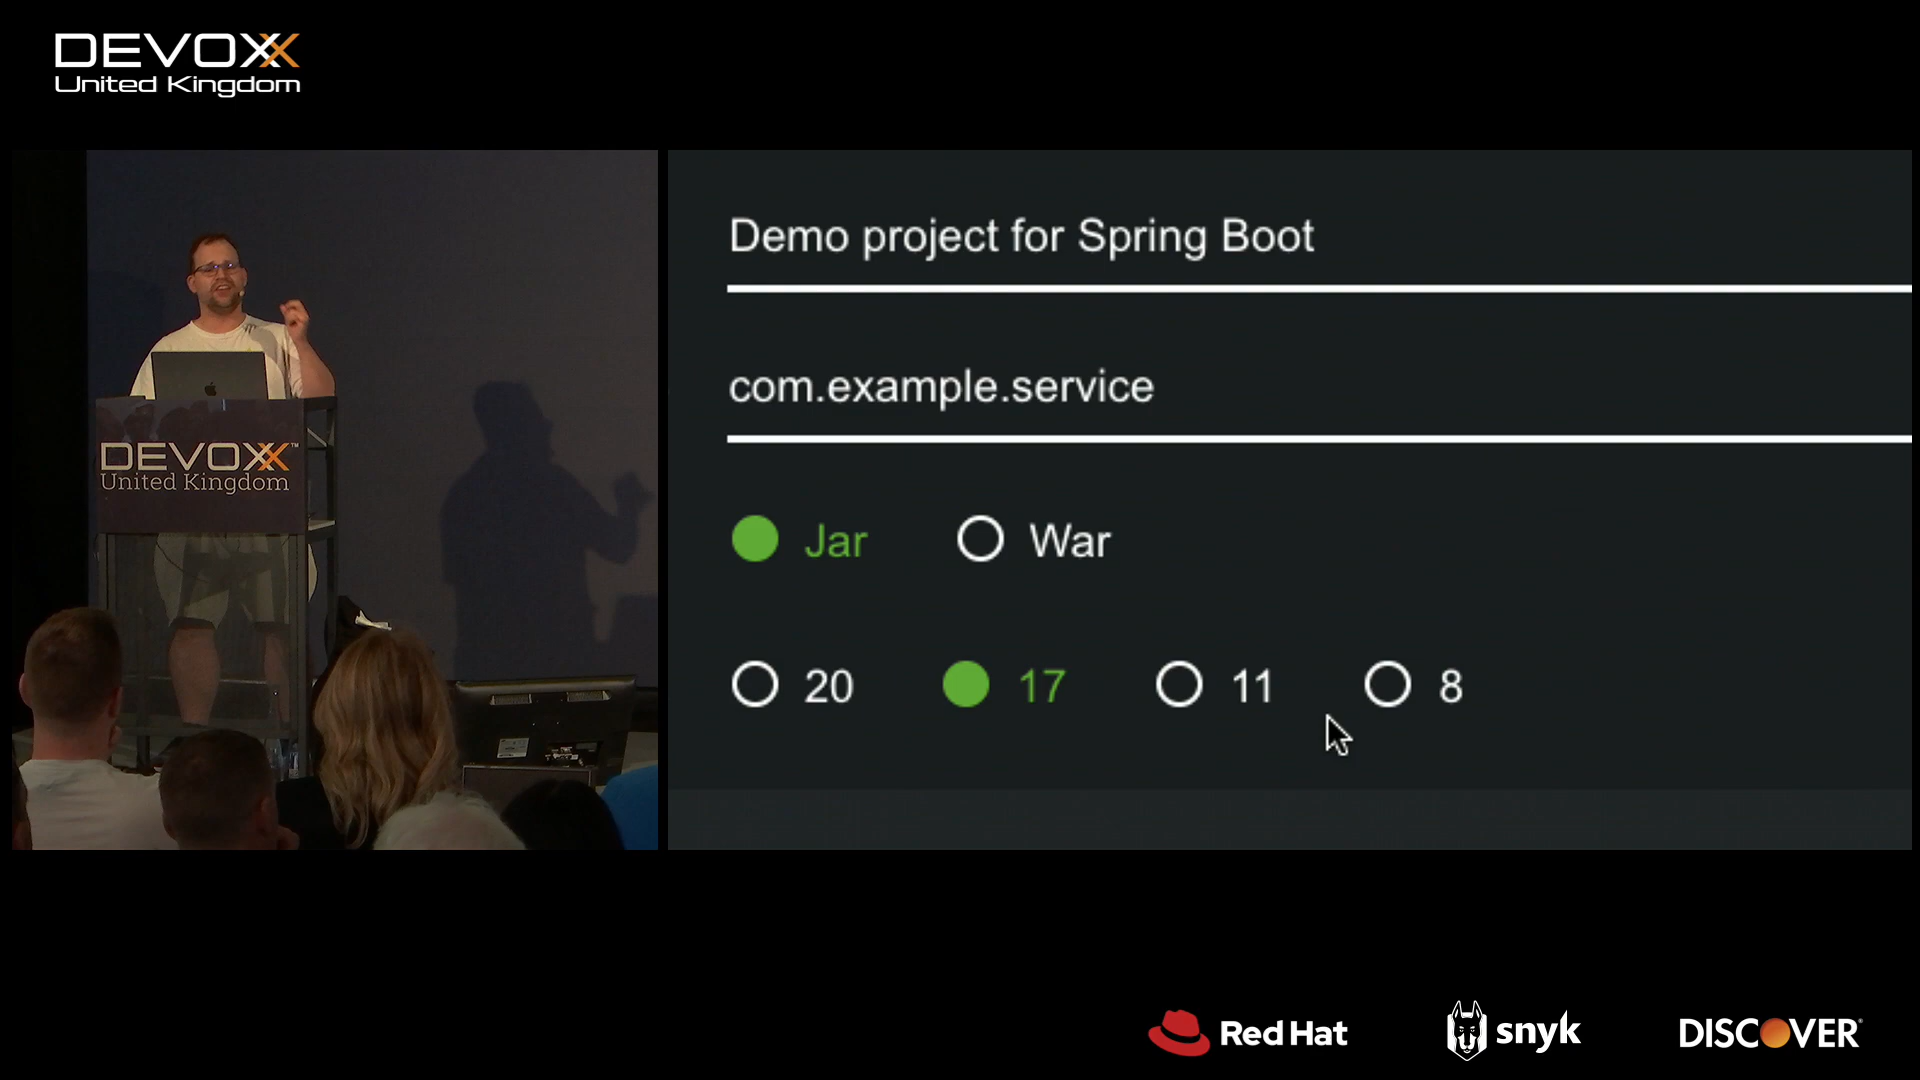 DEVOXX
United Kingdom
Demo project for Spring Boot
com.example.service
Jar War
20 17 11 8
DEVOXX™
United Kingdom
Red Hat snyk DISCOVER